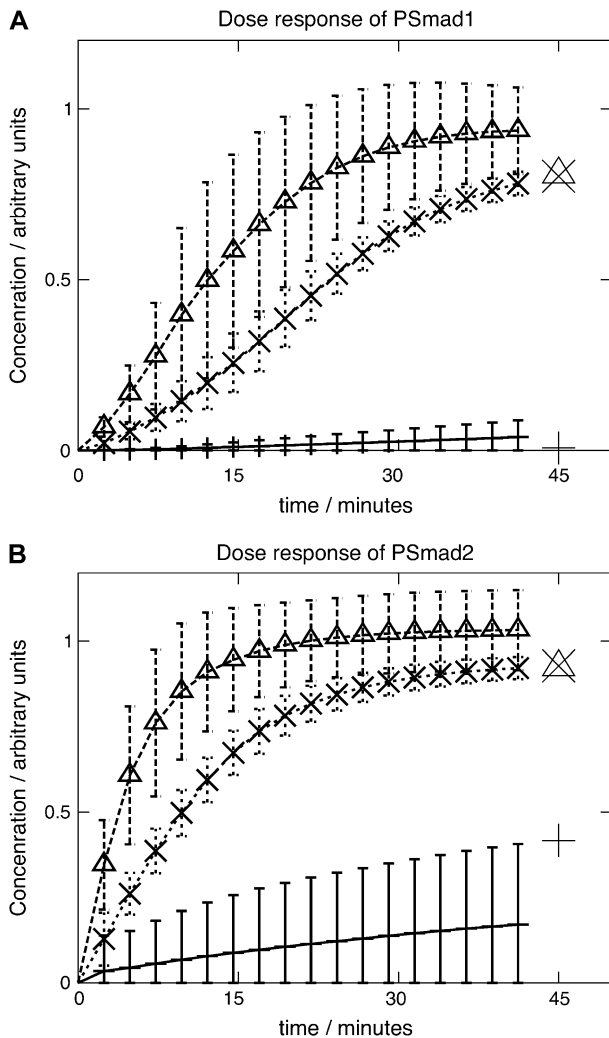 A
Dose response of PSmad1
Concenration / arbitrary units
1
0.5
0
0
15
30
45
time / minutes
B
Dose response of PSmad2
Concenration / arbitrary units
1
0.5
0
0
15
30
45
time / minutes